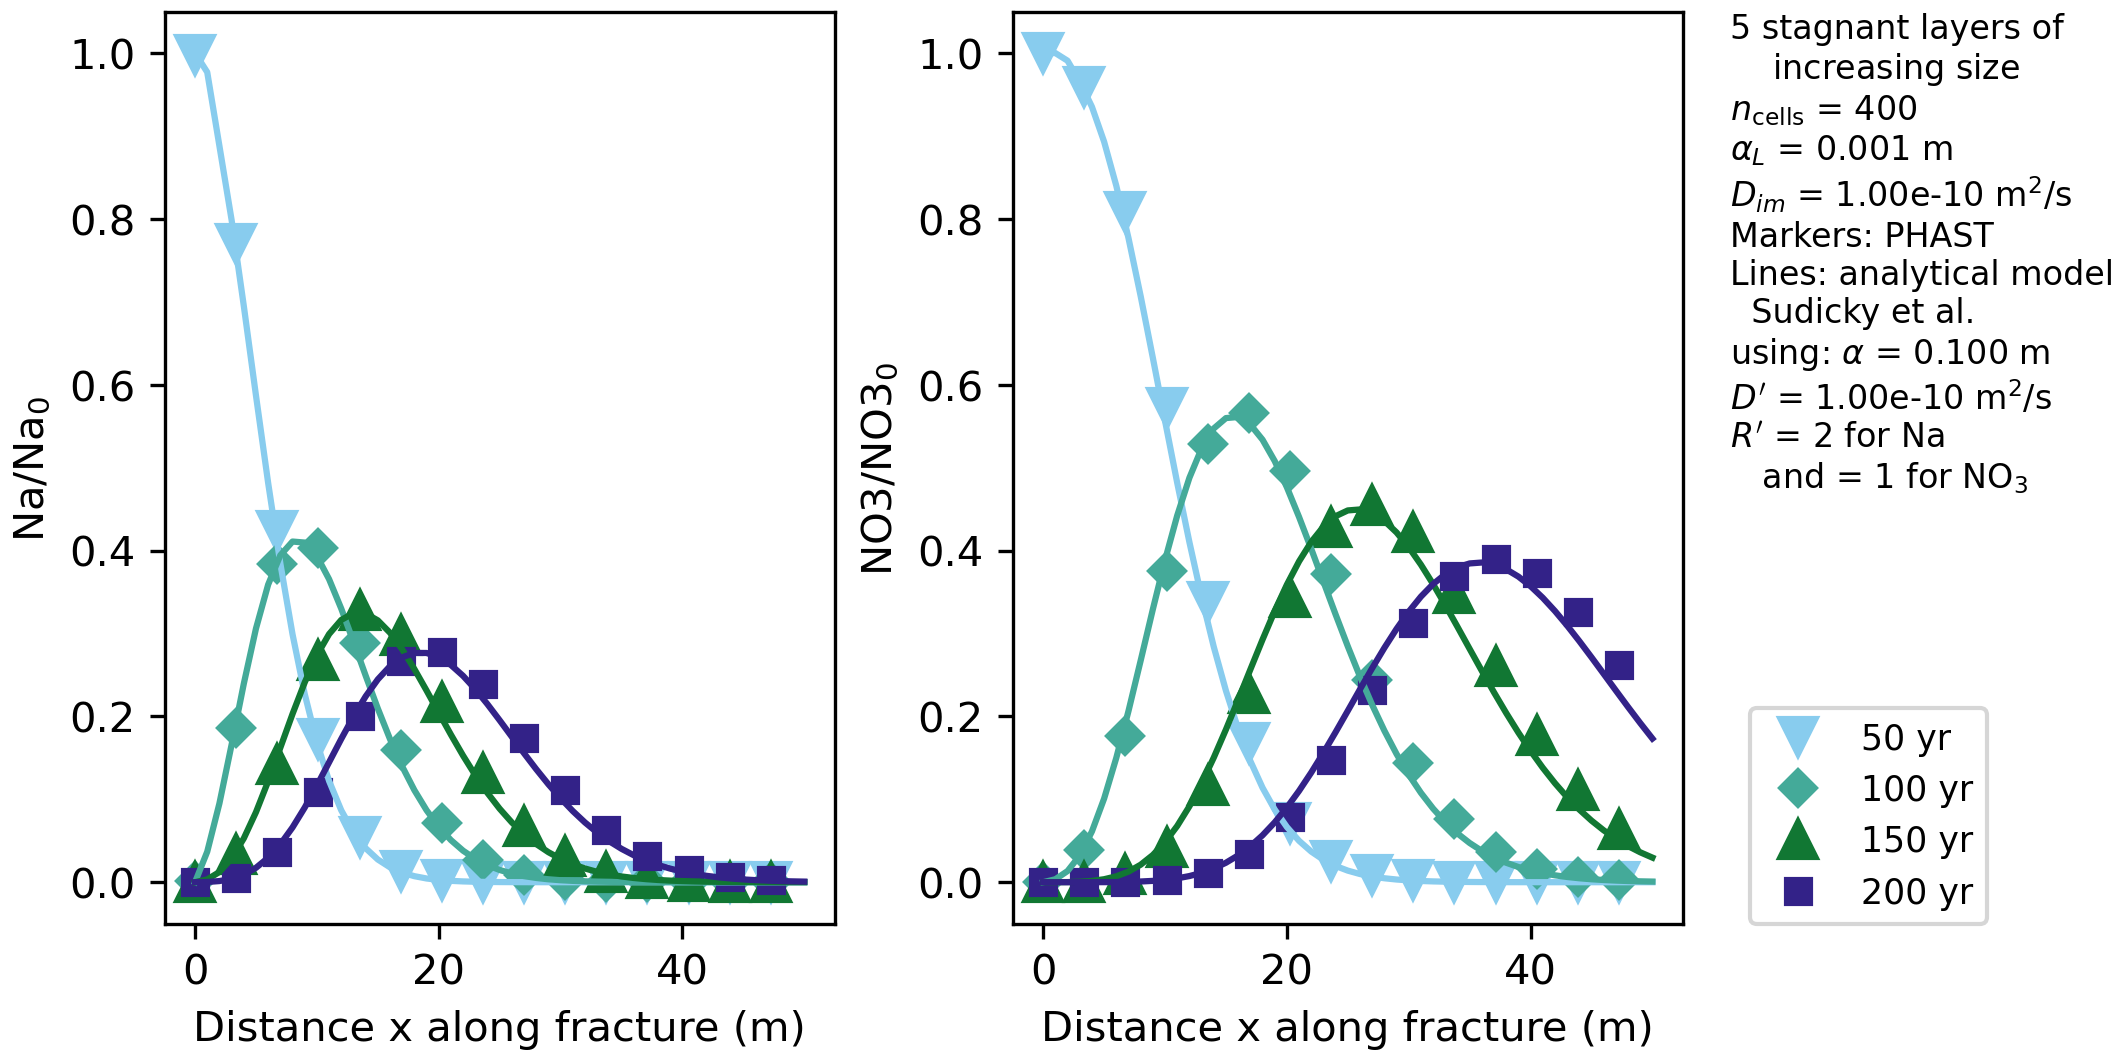 1.0
0.8
0.6
0.4
0.2
0.0
Na/Na₀
0 20 40
Distance x along fracture (m)
1.0
0.8
0.6
0.4
0.2
0.0
NO3/NO3₀
0 20 40
Distance x along fracture (m)
5 stagnant layers of
increasing size
n_cells = 400
α_L = 0.001 m
D_im = 1.00e-10 m²/s
Markers: PHAST
Lines: analytical model
Sudicky et al.
using: α = 0.100 m
D′ = 1.00e-10 m²/s
R′ = 2 for Na
and = 1 for NO₃
50 yr
100 yr
150 yr
200 yr